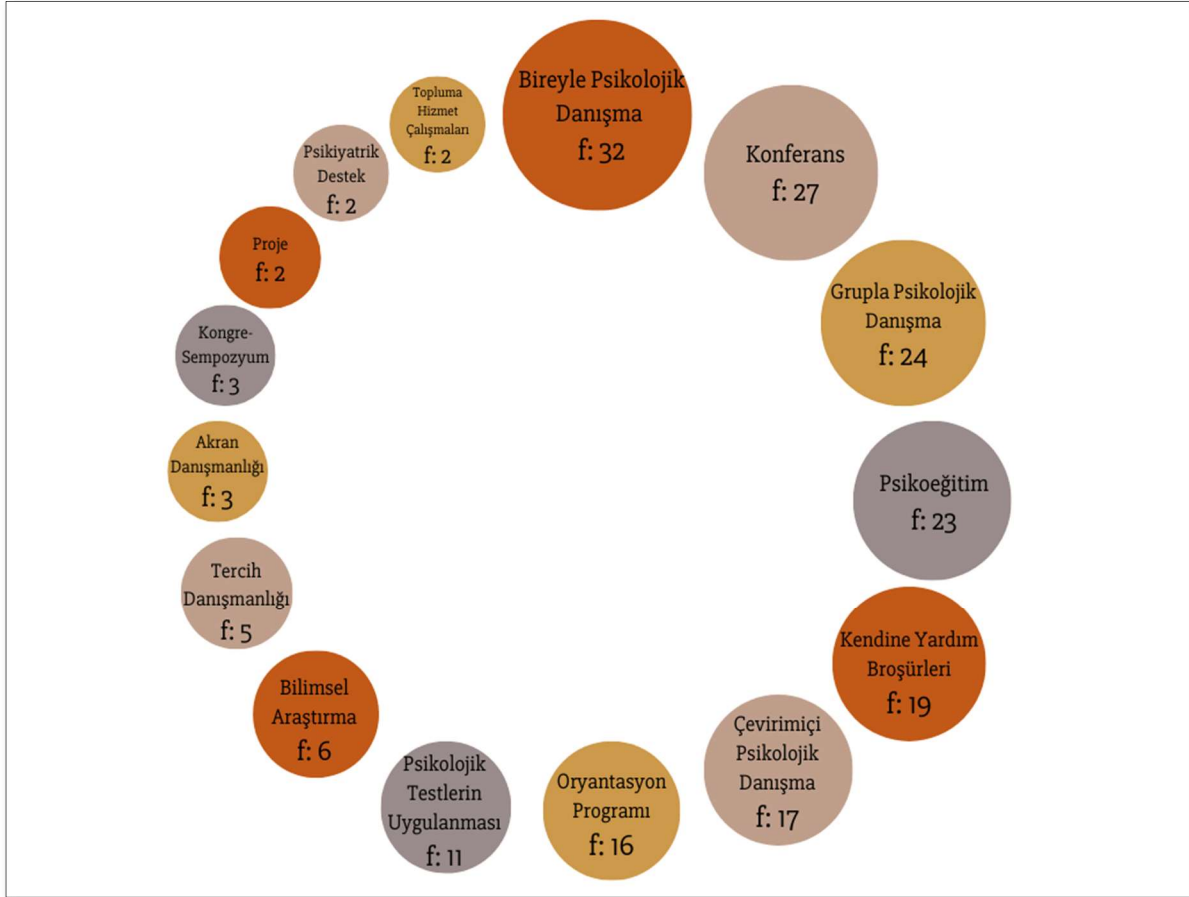 Bireyle Psikolojik
Danışma
f: 32
Konferans
f: 27
Grupla Psikolojik
Danışma
f: 24
Psikoeğitim
f: 23
Kendine Yardım
Broşürleri
f: 19
Çevirimiçi
Psikolojik
Danışma
f: 17
Oryantasyon
Programı
f: 16
Psikolojik
Testlerin
Uygulanması
f: 11
Bilimsel
Araştırma
f: 6
Tercih
Danışmanlığı
f: 5
Akran
Danışmanlığı
f: 3
Kongre-
Sempozyum
f: 3
Proje
f: 2
Psikiyatrik
Destek
f: 2
Topluma
Hizmet
Çalışmaları
f: 2